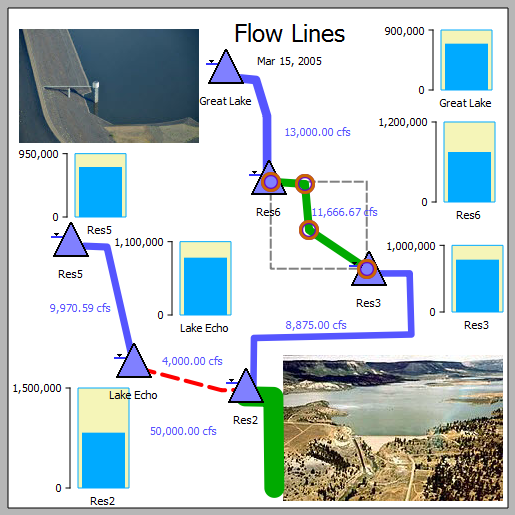 Flow Lines
Mar 15, 2005
900,000
0
Great Lake
Great Lake
13,000.00 cfs
1,200,000
0
Res6
950,000
0
Res5
Res6
11,666.67 cfs
Res5
1,100,000
0
Lake Echo
1,000,000
0
Res3
Res3
9,970.59 cfs
8,875.00 cfs
4,000.00 cfs
Lake Echo
Res2
1,500,000
0
Res2
50,000.00 cfs